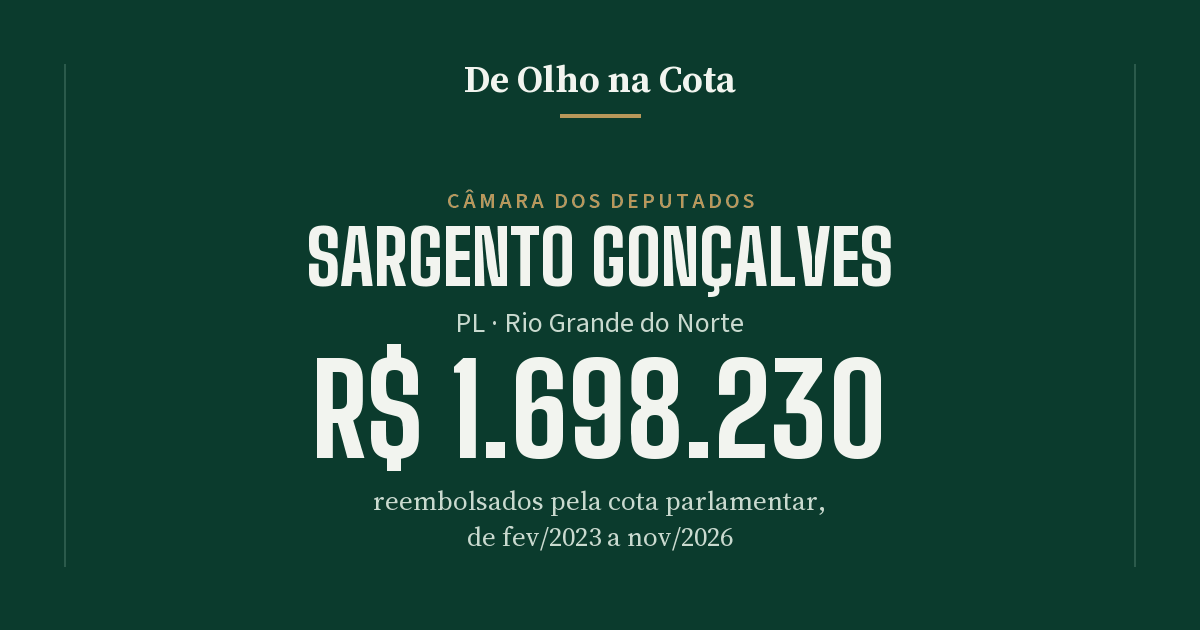 De Olho na Cota
CÂMARA DOS DEPUTADOS
SARGENTO GONÇALVES
PL · Rio Grande do Norte
R$ 1.698.230
reembolsados pela cota parlamentar,
de fev/2023 a nov/2026